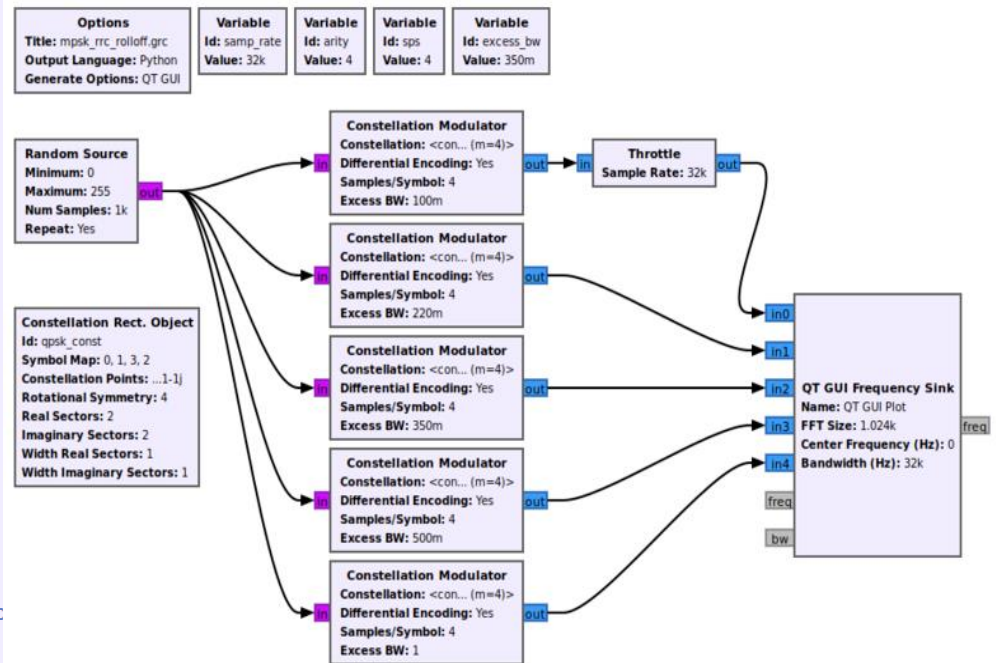 Options
Title: mpsk_rrc_rolloff.grc
Output Language: Python
Generate Options: QT GUI
Variable
Id: samp_rate
Value: 32k
Variable
Id: arity
Value: 4
Variable
Id: sps
Value: 4
Variable
Id: excess_bw
Value: 350m
Random Source
Minimum: 0
Maximum: 255
Num Samples: 1k
Repeat: Yes
out
Constellation Rect. Object
Id: qpsk_const
Symbol Map: 0, 1, 3, 2
Constellation Points: ...1-1j
Rotational Symmetry: 4
Real Sectors: 2
Imaginary Sectors: 2
Width Real Sectors: 1
Width Imaginary Sectors: 1
Constellation Modulator
Constellation: <con... (m=4)>
in Differential Encoding: Yes out
Samples/Symbol: 4
Excess BW: 100m
Constellation Modulator
Constellation: <con... (m=4)>
in Differential Encoding: Yes out
Samples/Symbol: 4
Excess BW: 220m
Constellation Modulator
Constellation: <con... (m=4)>
in Differential Encoding: Yes out
Samples/Symbol: 4
Excess BW: 350m
Constellation Modulator
Constellation: <con... (m=4)>
in Differential Encoding: Yes out
Samples/Symbol: 4
Excess BW: 500m
Constellation Modulator
Constellation: <con... (m=4)>
in Differential Encoding: Yes out
Samples/Symbol: 4
Excess BW: 1
Throttle
in Sample Rate: 32k out
in0
in1
in2
in3
in4
freq
bw
QT GUI Frequency Sink
Name: QT GUI Plot
FFT Size: 1.024k
Center Frequency (Hz): 0
Bandwidth (Hz): 32k
freq